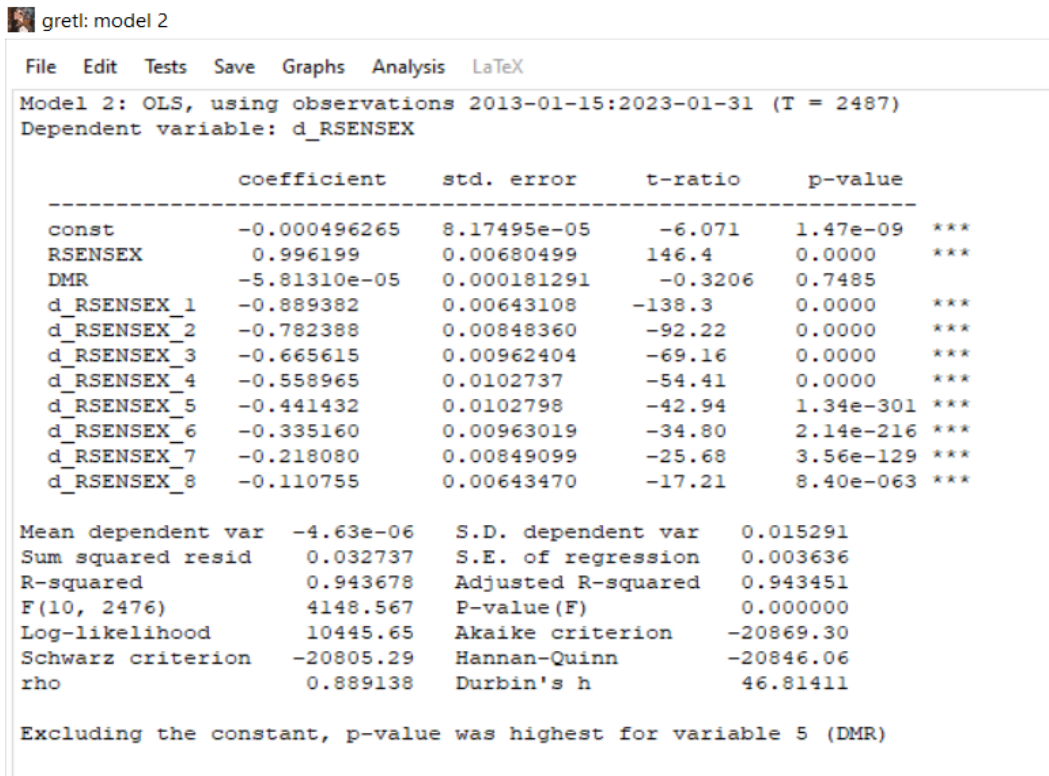 gretl: model 2
File Edit Tests Save Graphs Analysis LaTeX
Model 2: OLS, using observations 2013-01-15:2023-01-31 (T = 2487)
Dependent variable: d_RSENSEX
coefficient std. error t-ratio p-value
------------------------------------------------------------------
const -0.000496265 8.17495e-05 -6.071 1.47e-09 ***
RSENSEX 0.996199 0.00680499 146.4 0.0000 ***
DMR -5.81310e-05 0.000181291 -0.3206 0.7485
d_RSENSEX_1 -0.889382 0.00643108 -138.3 0.0000 ***
d_RSENSEX_2 -0.782388 0.00848360 -92.22 0.0000 ***
d_RSENSEX_3 -0.665615 0.00962404 -69.16 0.0000 ***
d_RSENSEX_4 -0.558965 0.0102737 -54.41 0.0000 ***
d_RSENSEX_5 -0.441432 0.0102798 -42.94 1.34e-301 ***
d_RSENSEX_6 -0.335160 0.00963019 -34.80 2.14e-216 ***
d_RSENSEX_7 -0.218080 0.00849099 -25.68 3.56e-129 ***
d_RSENSEX_8 -0.110755 0.00643470 -17.21 8.40e-063 ***
Mean dependent var -4.63e-06 S.D. dependent var 0.015291
Sum squared resid 0.032737 S.E. of regression 0.003636
R-squared 0.943678 Adjusted R-squared 0.943451
F(10, 2476) 4148.567 P-value(F) 0.000000
Log-likelihood 10445.65 Akaike criterion -20869.30
Schwarz criterion -20805.29 Hannan-Quinn -20846.06
rho 0.889138 Durbin's h 46.81411
Excluding the constant, p-value was highest for variable 5 (DMR)